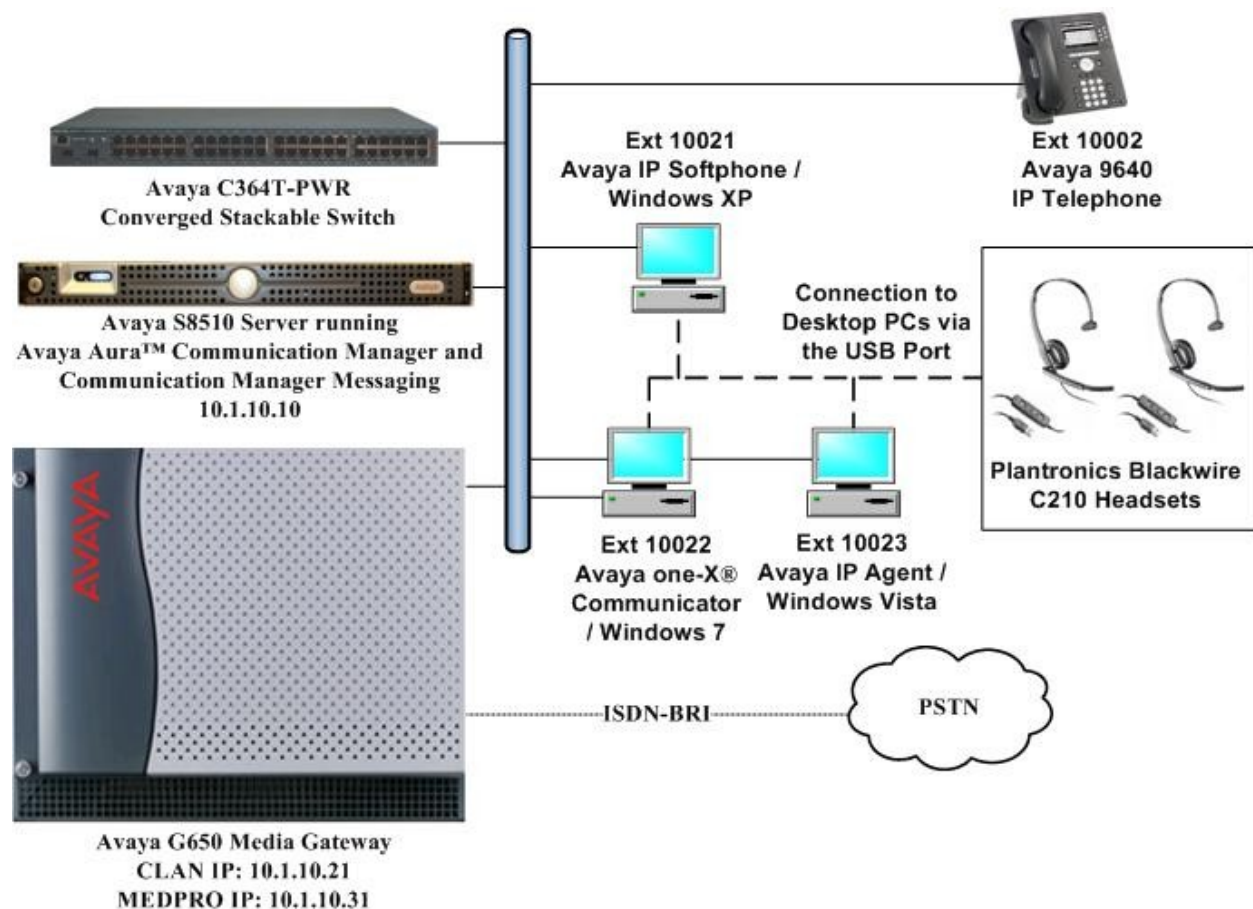 Avaya C364T-PWR
Converged Stackable Switch
Avaya S8510 Server running
Avaya Aura™ Communication Manager and
Communication Manager Messaging
10.1.10.10
AVAYA
Avaya G650 Media Gateway
CLAN IP: 10.1.10.21
MEDPRO IP: 10.1.10.31
Ext 10021
Avaya IP Softphone /
Windows XP
Ext 10002
Avaya 9640
IP Telephone
Connection to
Desktop PCs via
the USB Port
Plantronics Blackwire
C210 Headsets
Ext 10022
Avaya one-X®
Communicator
/ Windows 7
Ext 10023
Avaya IP Agent /
Windows Vista
ISDN-BRI
PSTN